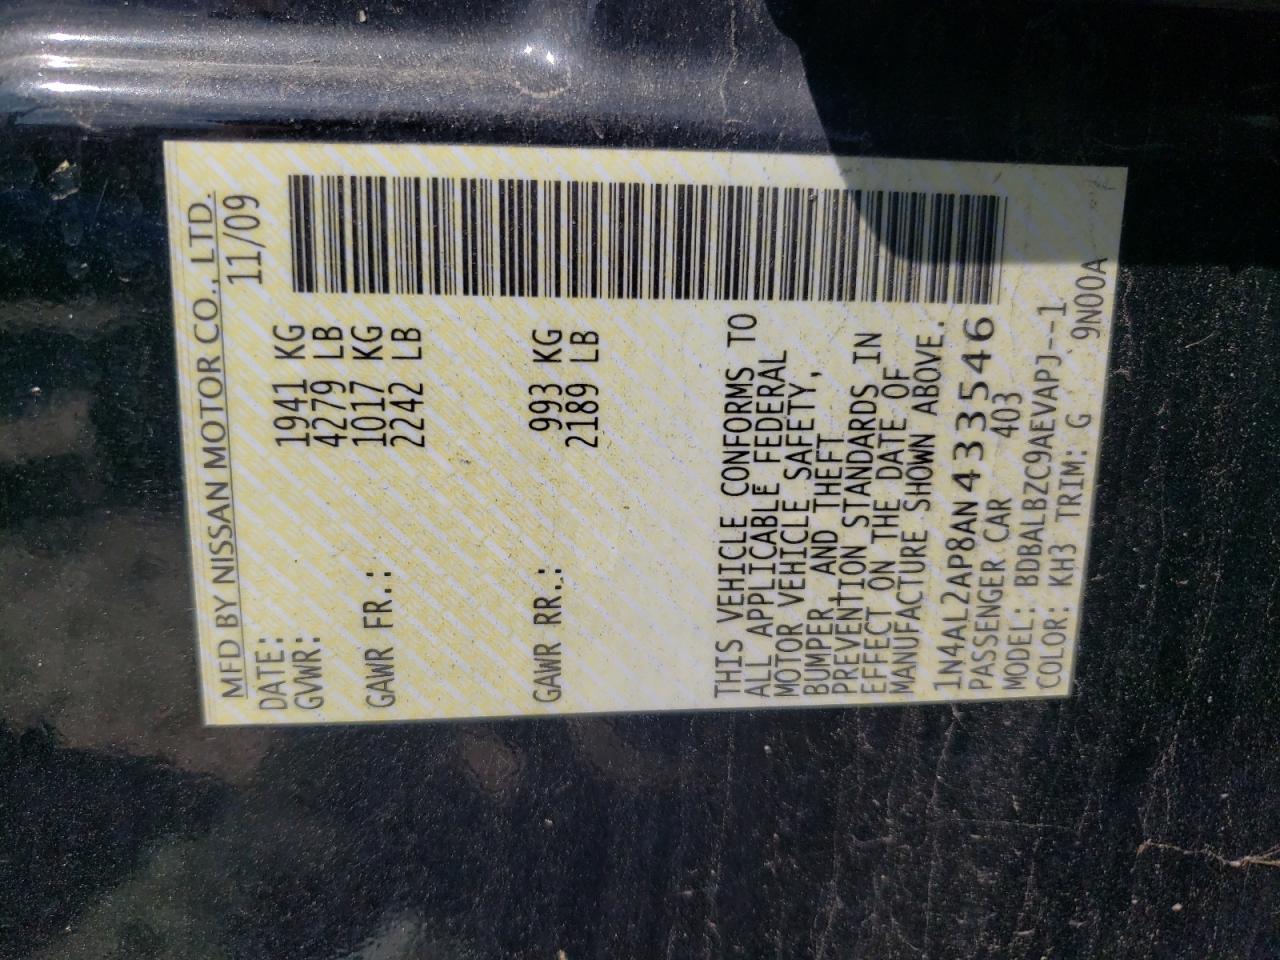 MFD BY NISSAN MOTOR CO., LTD.
DATE: 11/09
GVWR: 1941 KG
4279 LB
GAWR FR.: 1017 KG
2242 LB
GAWR RR.: 993 KG
2189 LB
THIS VEHICLE CONFORMS TO
ALL APPLICABLE FEDERAL
MOTOR VEHICLE SAFETY,
BUMPER, AND THEFT
PREVENTION STANDARDS IN
EFFECT ON THE DATE OF
MANUFACTURE SHOWN ABOVE.
1N4AL2AP8AN433546
PASSENGER CAR 403
MODEL: BDBALBZC9AEVAPJ--1
COLOR: KH3 TRIM: G 9N00A